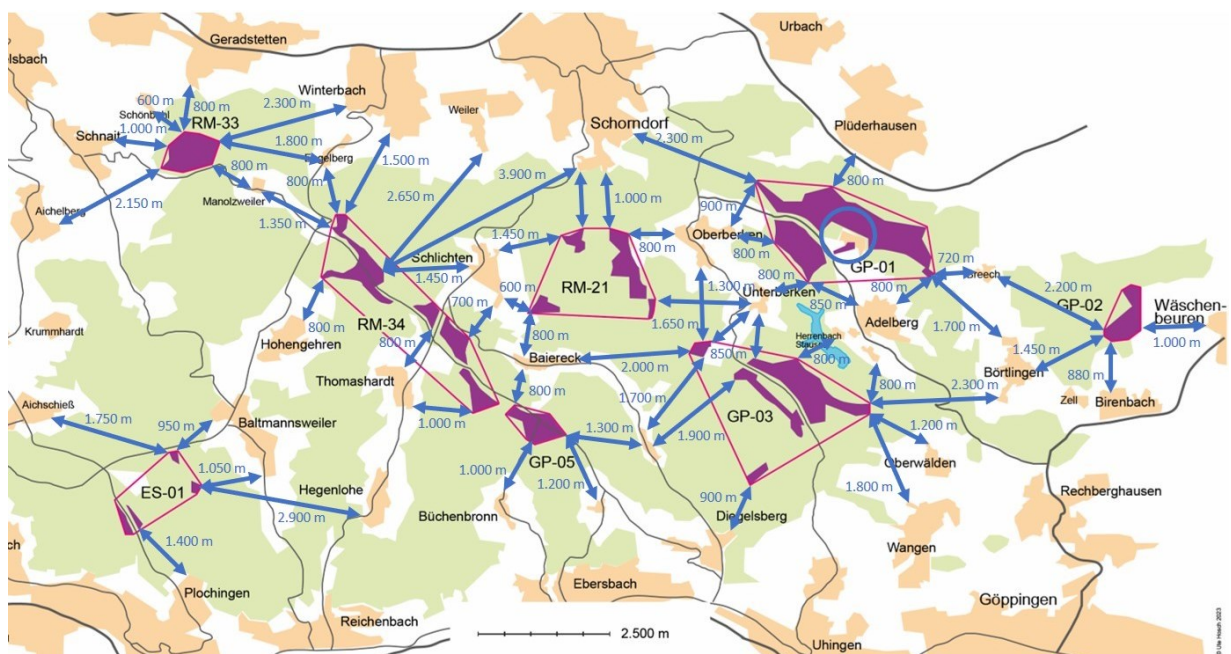 Geradstetten
Urbach
elsbach
Winterbach
600 m
800 m
2.300 m
Schönbühl
Weiler
Schorndorf
Plüderhausen
RM-33
Schnait
1.000 m
1.800 m
2.300 m
1.500 m
Engelberg
800 m
3.900 m
800 m
800 m
2.650 m
1.000 m
Manolzweiler
900 m
Aichelberg
2.150 m
1.350 m
1.450 m
Oberberken
800 m
800 m
Schlichten
GP-01
720 m
Breech
1.450 m
RM-21
1.300 m
800 m
800 m
2.200 m
600 m
Unterberken
850 m
GP-02
Wäschen-
beuren
700 m
1.650 m
Adelberg
1.700 m
Krummhardt
800 m
RM-34
800 m
Herrenbach
Stausee
1.000 m
Hohengehren
800 m
Baiereck
850 m
800 m
1.450 m
2.000 m
Börtlingen
880 m
Thomashardt
800 m
800 m
2.300 m
Aichschieß
1.700 m
GP-03
Zell
Birenbach
1.750 m
950 m
Baltmannsweiler
1.000 m
1.300 m
1.200 m
1.900 m
1.050 m
GP-05
Oberwälden
ES-01
Hegenlohe
1.000 m
1.800 m
Rechberghausen
1.200 m
900 m
2.900 m
Büchenbronn
Diegelsberg
1.400 m
Wangen
Plochingen
Ebersbach
Göppingen
Reichenbach
2.500 m
Uhingen
© Ute Hosch 2023